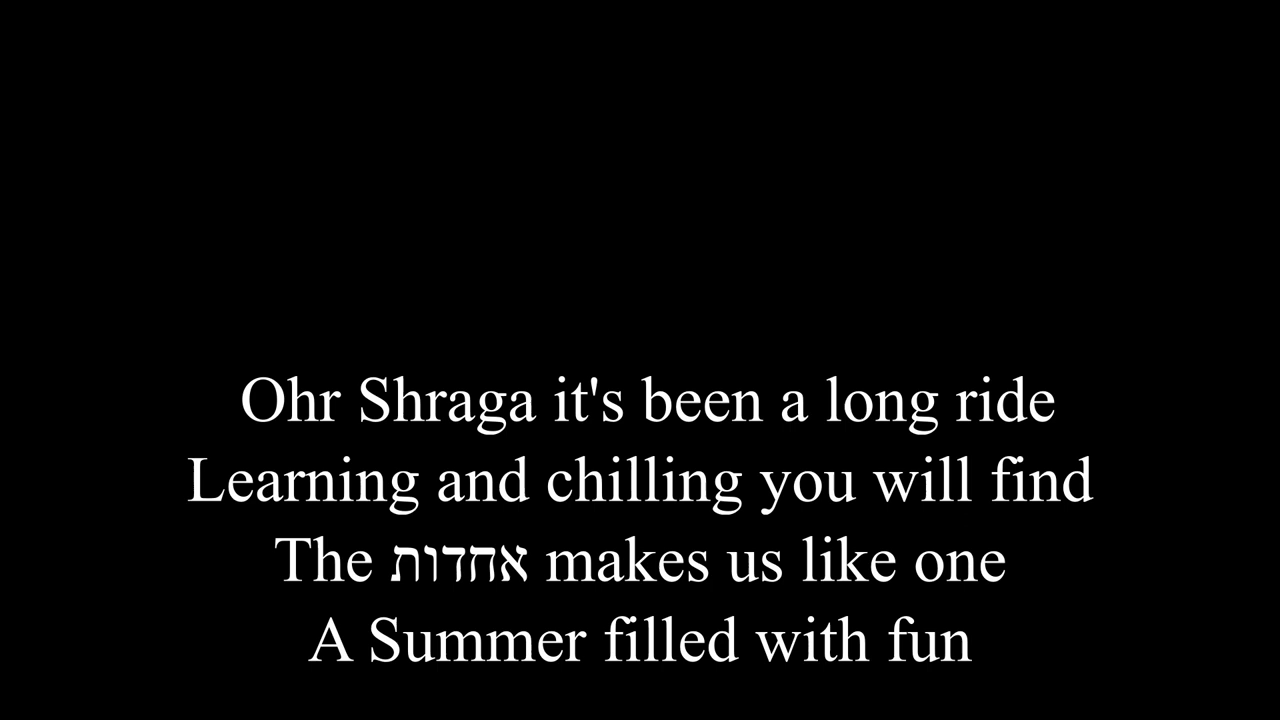 Ohr Shraga it's been a long ride
Learning and chilling you will find
The אחדות makes us like one
A Summer filled with fun